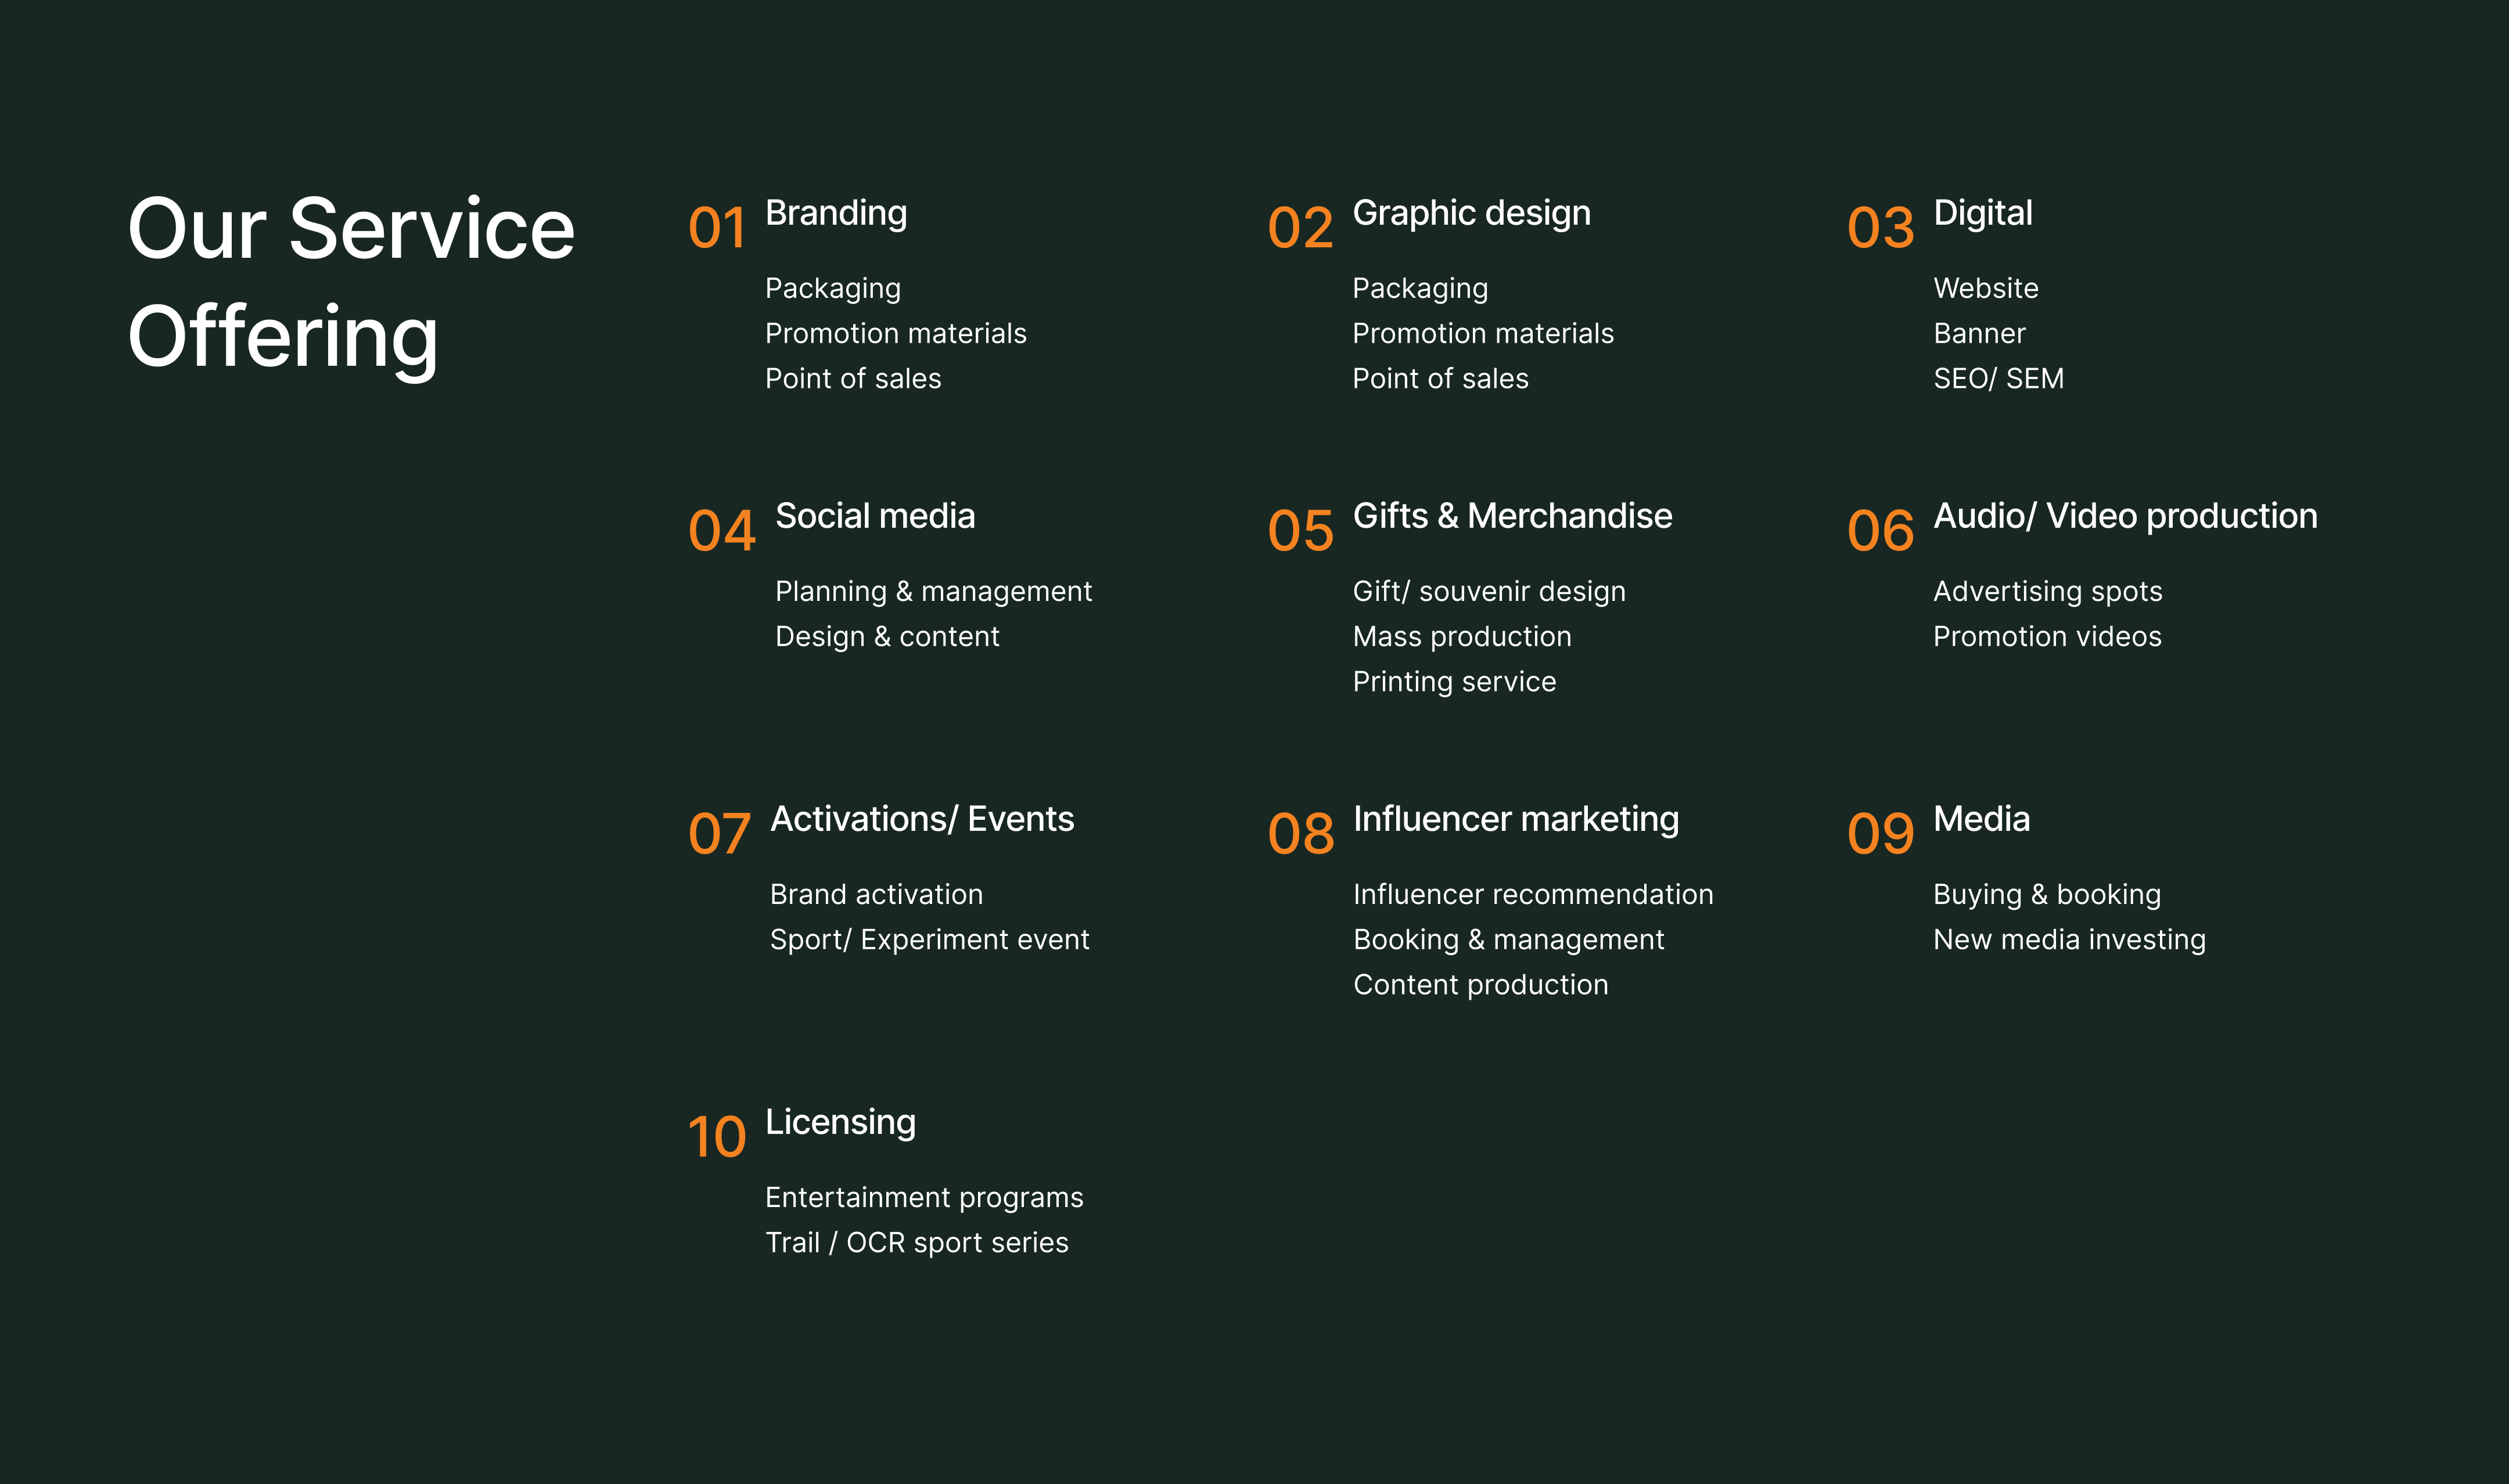 Our Service
Offering
01
Branding
Packaging
Promotion materials
Point of sales
02
Graphic design
Packaging
Promotion materials
Point of sales
03
Digital
Website
Banner
SEO/ SEM
04
Social media
Planning & management
Design & content
05
Gifts & Merchandise
Gift/ souvenir design
Mass production
Printing service
06
Audio/ Video production
Advertising spots
Promotion videos
07
Activations/ Events
Brand activation
Sport/ Experiment event
08
Influencer marketing
Influencer recommendation
Booking & management
Content production
09
Media
Buying & booking
New media investing
10
Licensing
Entertainment programs
Trail / OCR sport series